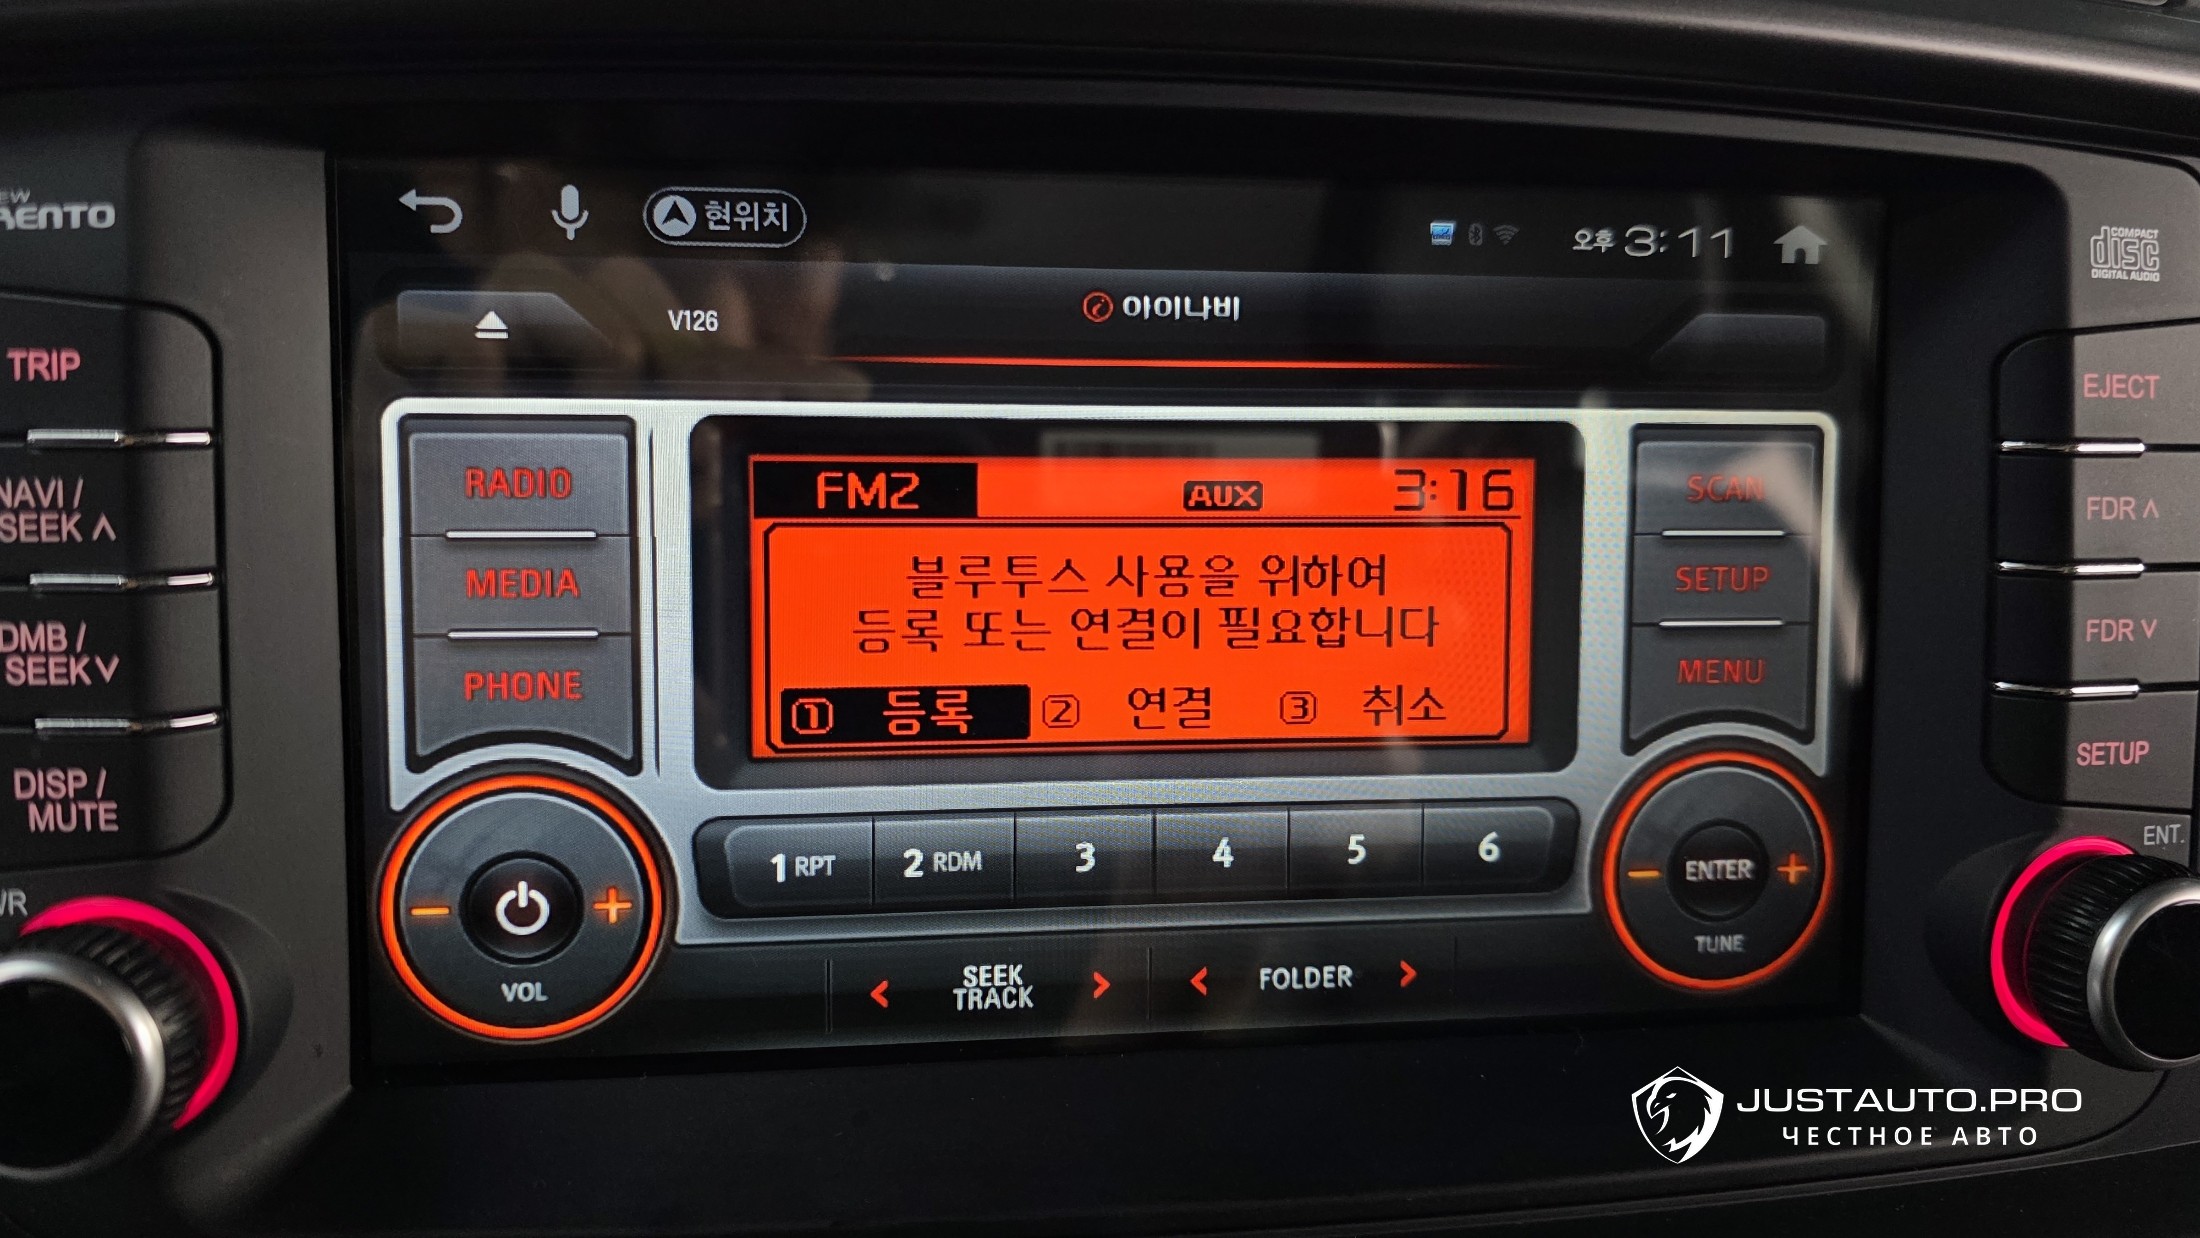 현위치
오후 3:11
COMPACT
disc
DIGITAL AUDIO
V126
아이나비
TRIP
NAVI /
SEEK ∧
DMB /
SEEK ∨
DISP /
MUTE
RADIO
MEDIA
PHONE
FM2 AUX 3:16
블루투스 사용을 위하여
등록 또는 연결이 필요합니다
① 등록 ② 연결 ③ 취소
SCAN
SETUP
MENU
EJECT
FDR ∧
FDR ∨
SETUP
ENT.
1 RPT 2 RDM 3 4 5 6
VOL
SEEK
TRACK
FOLDER
− ENTER +
TUNE
JUSTAUTO.PRO
ЧЕСТНОЕ АВТО